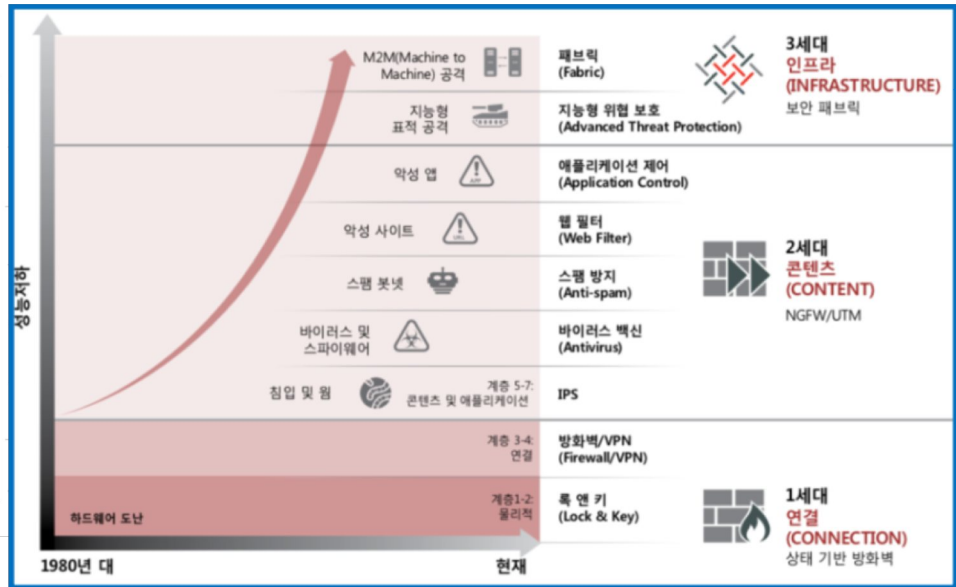 M2M(Machine to
Machine) 공격
패브릭
(Fabric)
3세대
인프라
(INFRASTRUCTURE)
보안 패브릭
지능형
표적 공격
지능형 위협 보호
(Advanced Threat Protection)
악성 앱
APP
애플리케이션 제어
(Application Control)
악성 사이트
URL
웹 필터
(Web Filter)
2세대
콘텐츠
(CONTENT)
NGFW/UTM
스팸 봇넷
스팸 방지
(Anti-spam)
바이러스 및
스파이웨어
바이러스 백신
(Antivirus)
침입 및 웜
계층 5-7:
콘텐츠 및 애플리케이션
IPS
계층 3-4:
연결
방화벽/VPN
(Firewall/VPN)
하드웨어 도난
계층1-2:
물리적
록 앤 키
(Lock & Key)
1세대
연결
(CONNECTION)
상태 기반 방화벽
성능저하
1980년 대
현재